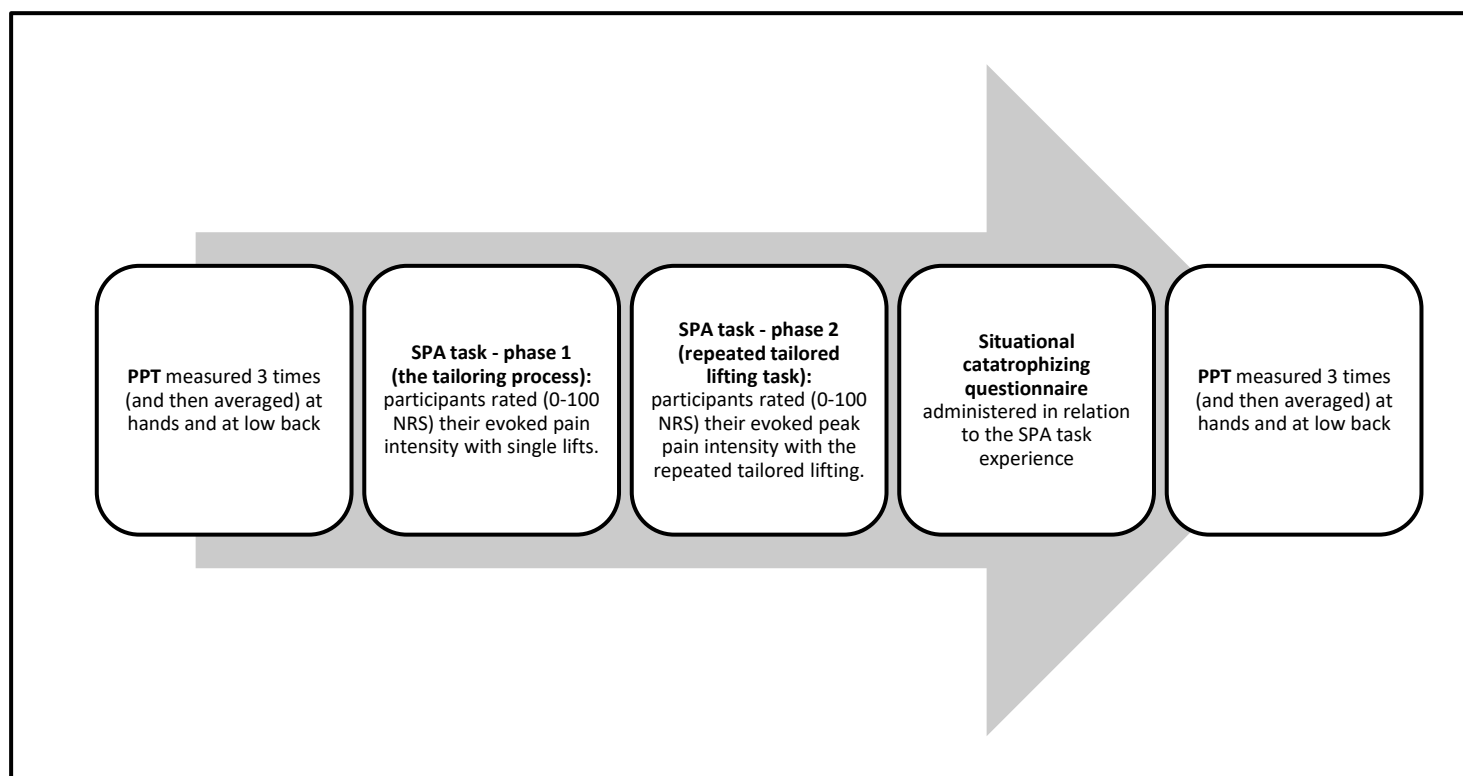 PPT measured 3 times
(and then averaged) at
hands and at low back
SPA task - phase 1
(the tailoring process):
participants rated (0-100
NRS) their evoked pain
intensity with single lifts.
SPA task - phase 2
(repeated tailored
lifting task):
participants rated (0-100
NRS) their evoked peak
pain intensity with the
repeated tailored lifting.
Situational
catatrophizing
questionnaire
administered in relation
to the SPA task
experience
PPT measured 3 times
(and then averaged) at
hands and at low back